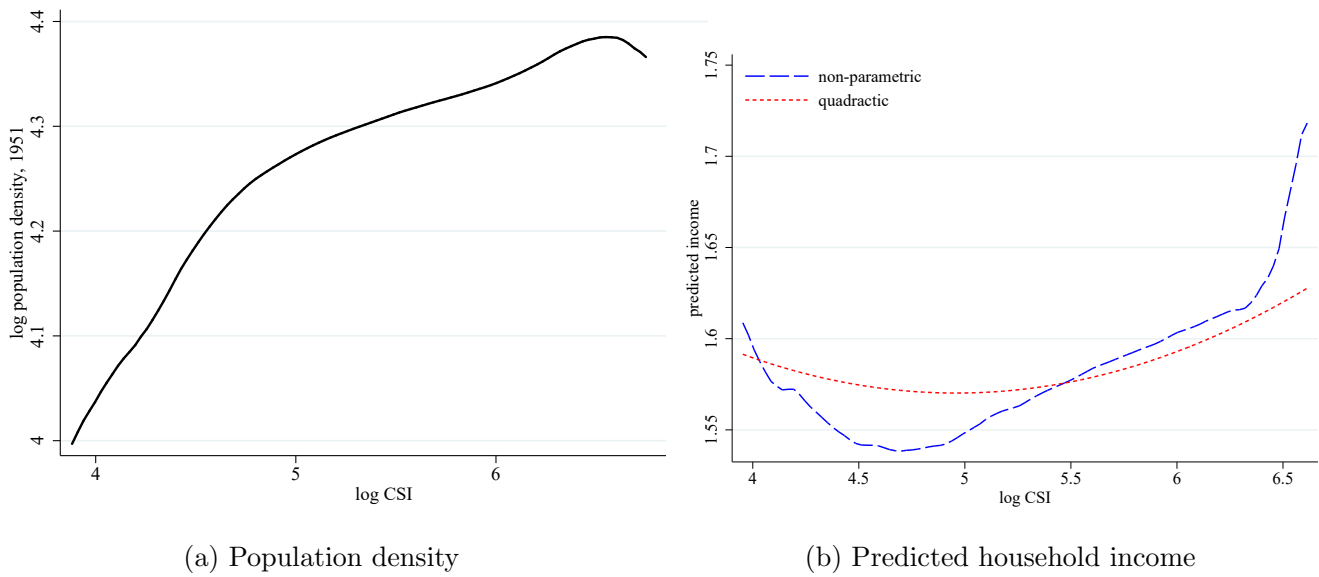 4.4
4.3
4.2
4.1
4
log population density, 1951
4 5 6
log CSI
(a) Population density
1.75
1.7
1.65
1.6
1.55
predicted income
non-parametric
quadractic
4 4.5 5 5.5 6 6.5
log CSI
(b) Predicted household income